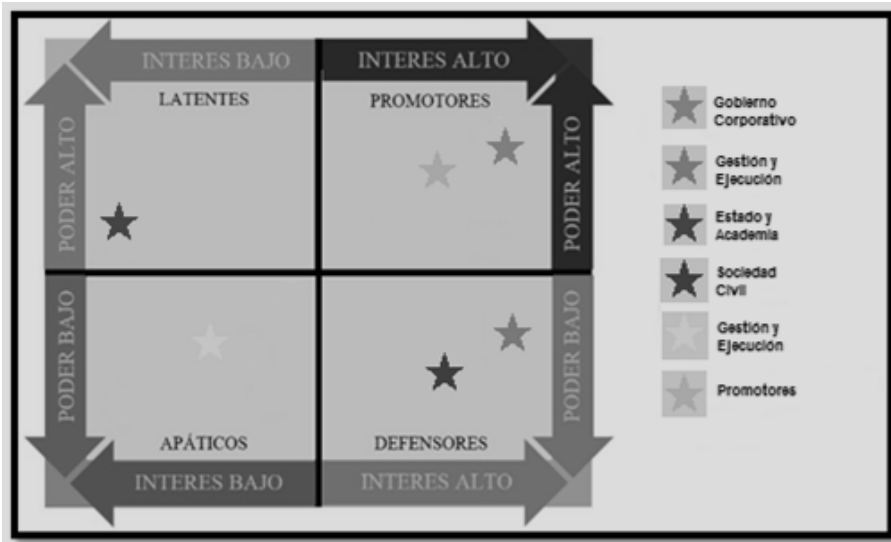 INTERES BAJO
INTERES ALTO
LATENTES
PROMOTORES
PODER ALTO
PODER ALTO
PODER BAJO
PODER BAJO
APÁTICOS
DEFENSORES
INTERES BAJO
INTERES ALTO
Gobierno
Corporativo
Gestión y
Ejecución
Estado y
Academia
Sociedad
Civil
Gestión y
Ejecución
Promotores